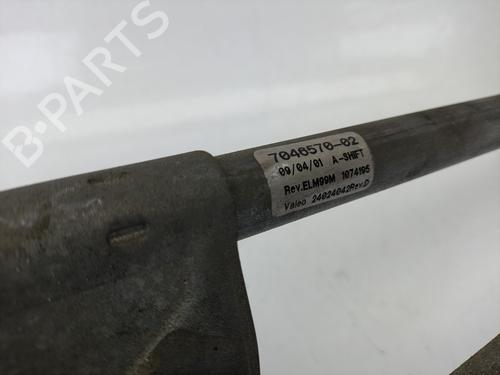 B-PARTS
7046570-02
09/04/01 A-SHIFT
Rev.ELM99M 1074195
Valeo 24024042Rev.D